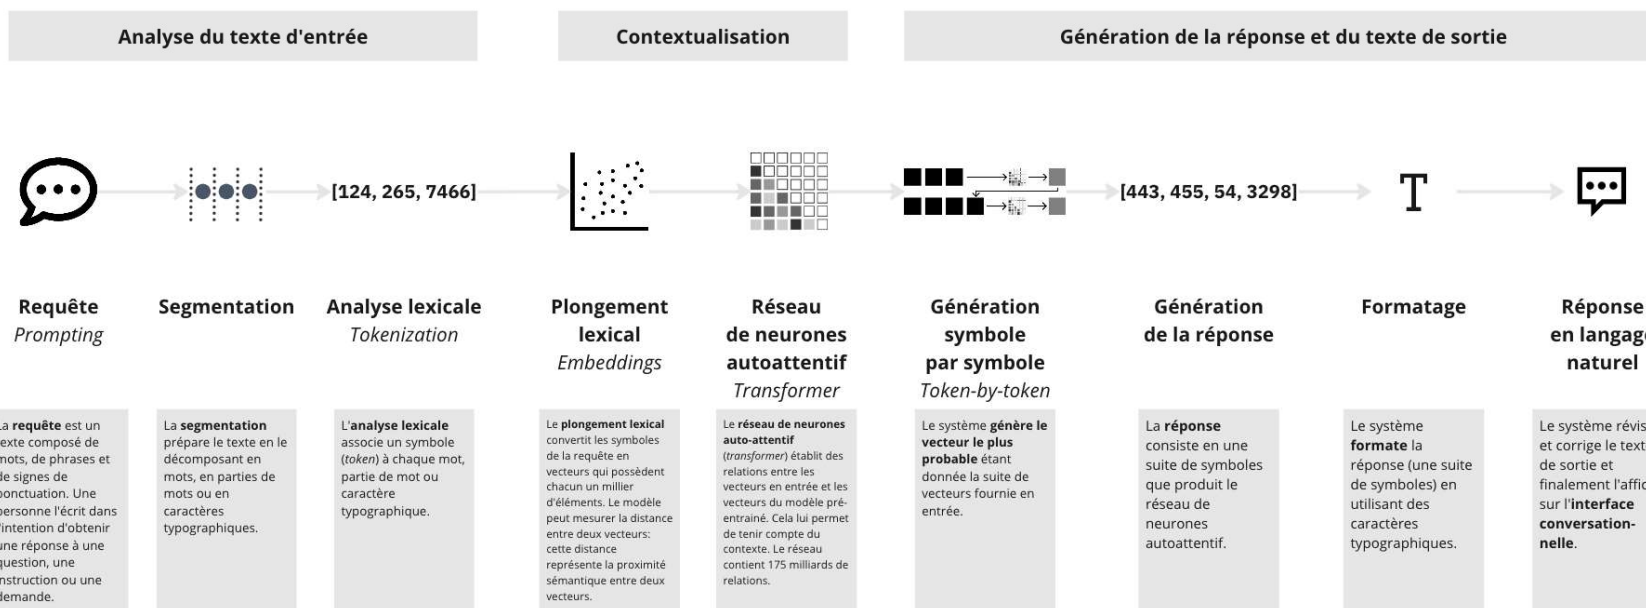 Analyse du texte d'entrée
Contextualisation
Génération de la réponse et du texte de sortie
[124, 265, 7466]
[443, 455, 54, 3298]
T
Requête
Prompting
Segmentation
Analyse lexicale
Tokenization
Plongement
lexical
Embeddings
Réseau
de neurones
autoattentif
Transformer
Génération
symbole
par symbole
Token-by-token
Génération
de la réponse
Formatage
Réponse
en langage
naturel
La requête est un
texte composé de
mots, de phrases et
de signes de
ponctuation. Une
personne l'écrit dans
l'intention d'obtenir
une réponse à une
question, une
instruction ou une
demande.
La segmentation
prépare le texte en le
décomposant en
mots, en parties de
mots ou en
caractères
typographiques.
L'analyse lexicale
associe un symbole
(token) à chaque mot,
partie de mot ou
caractère
typographique.
Le plongement lexical
convertit les symboles
de la requête en
vecteurs qui possèdent
chacun un millier
d'éléments. Le modèle
peut mesurer la distance
entre deux vecteurs:
cette distance
représente la proximité
sémantique entre deux
vecteurs.
Le réseau de neurones
auto-attentif
(transformer) établit des
relations entre les
vecteurs en entrée et les
vecteurs du modèle pré-
entrainé. Cela lui permet
de tenir compte du
contexte. Le réseau
contient 175 milliards de
relations.
Le système génère le
vecteur le plus
probable étant
donnée la suite de
vecteurs fournie en
entrée.
La réponse
consiste en une
suite de symboles
que produit le
réseau de
neurones
autoattentif.
Le système
formate la
réponse (une suite
de symboles) en
utilisant des
caractères
typographiques.
Le système révis
et corrige le text
de sortie et
finalement l'affic
sur l'interface
conversation-
nelle.